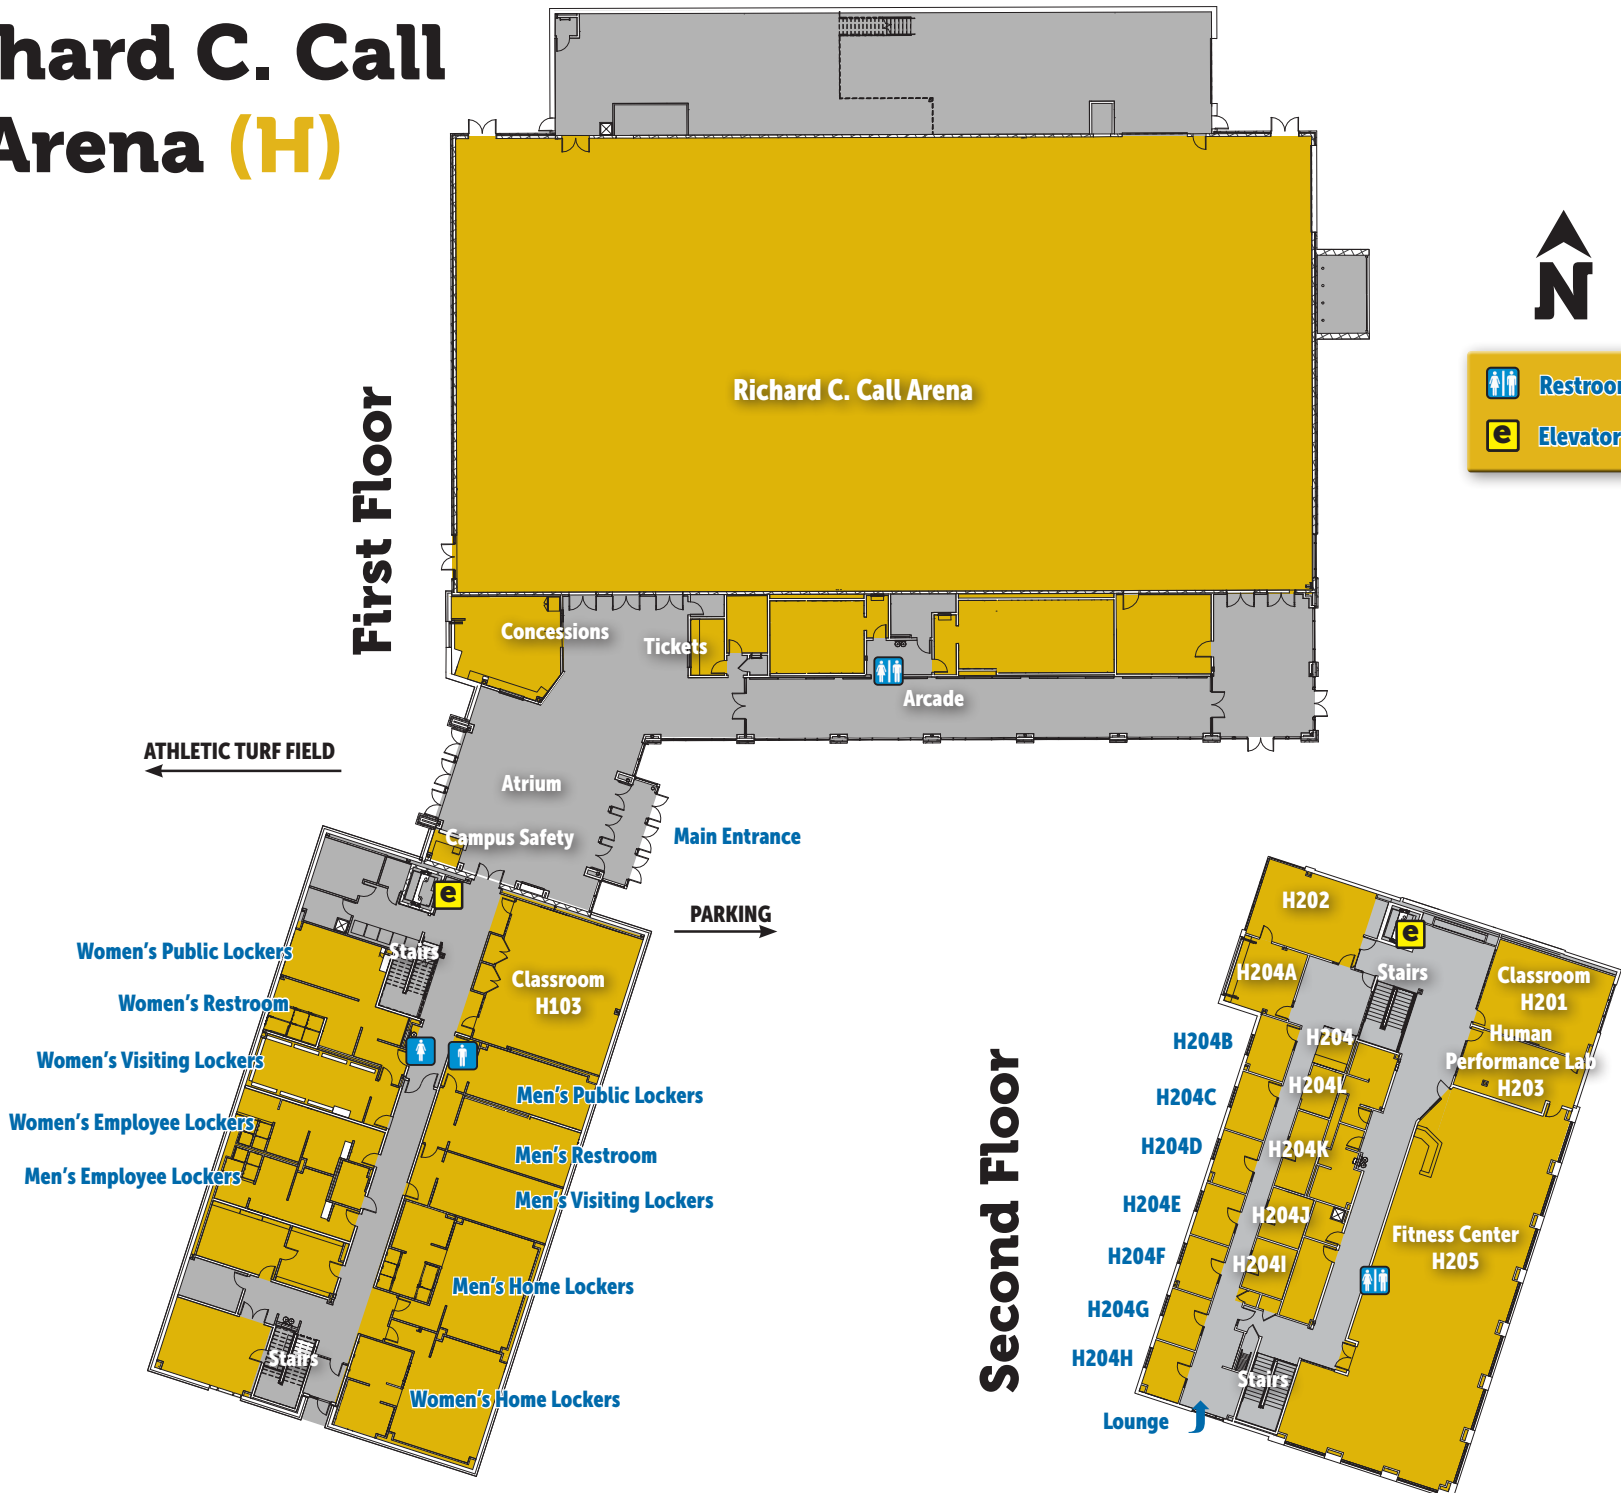 hard C. Call
Arena (H)
N
Restroom
e Elevator
First Floor
Richard C. Call Arena
Concessions
Tickets
Arcade
ATHLETIC TURF FIELD
Atrium
Campus Safety
Main Entrance
PARKING
e
Stairs
Women's Public Lockers
Women's Restroom
Women's Visiting Lockers
Women's Employee Lockers
Men's Employee Lockers
Classroom
H103
Men's Public Lockers
Men's Restroom
Men's Visiting Lockers
Men's Home Lockers
Women's Home Lockers
Stairs
Second Floor
H202
e
Stairs
H204A
Classroom
H201
Human
Performance Lab
H203
H204
H204B
H204L
H204C
H204K
H204D
H204E
H204J
H204F
H204I
H204G
H204H
Fitness Center
H205
Stairs
Lounge